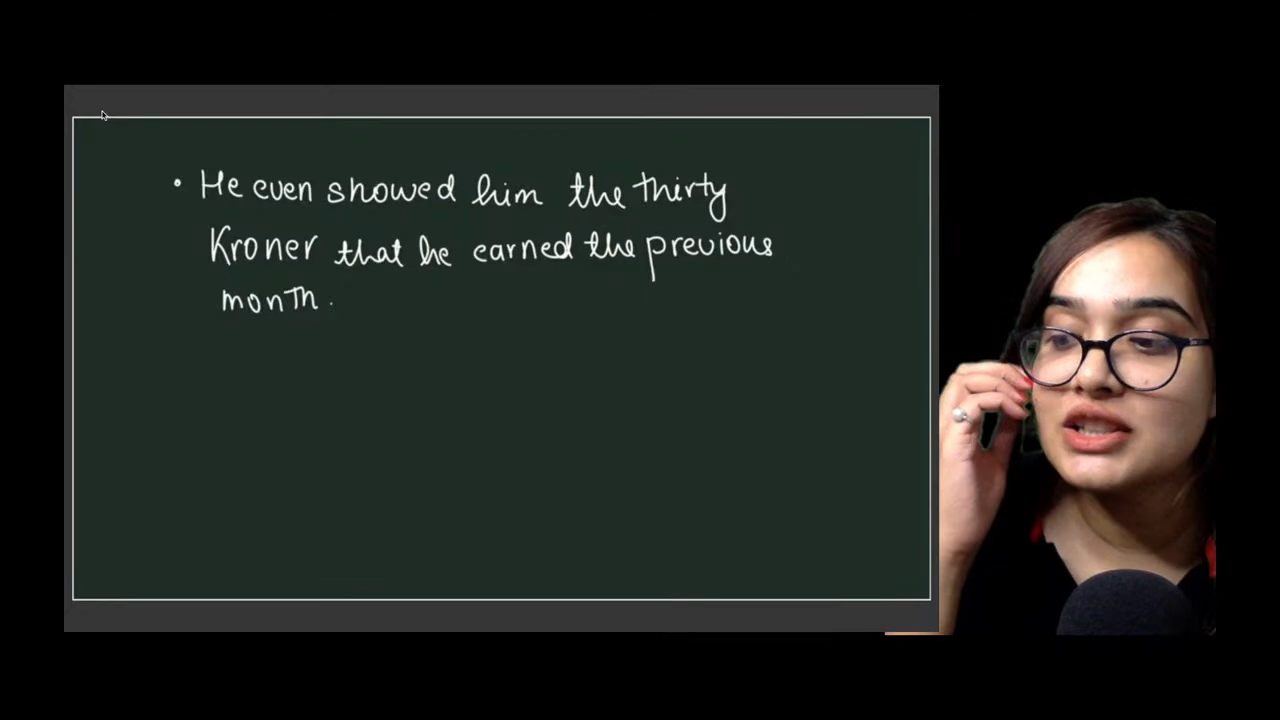 • He even showed him the thirty
Kroner that he earned the previous
month.